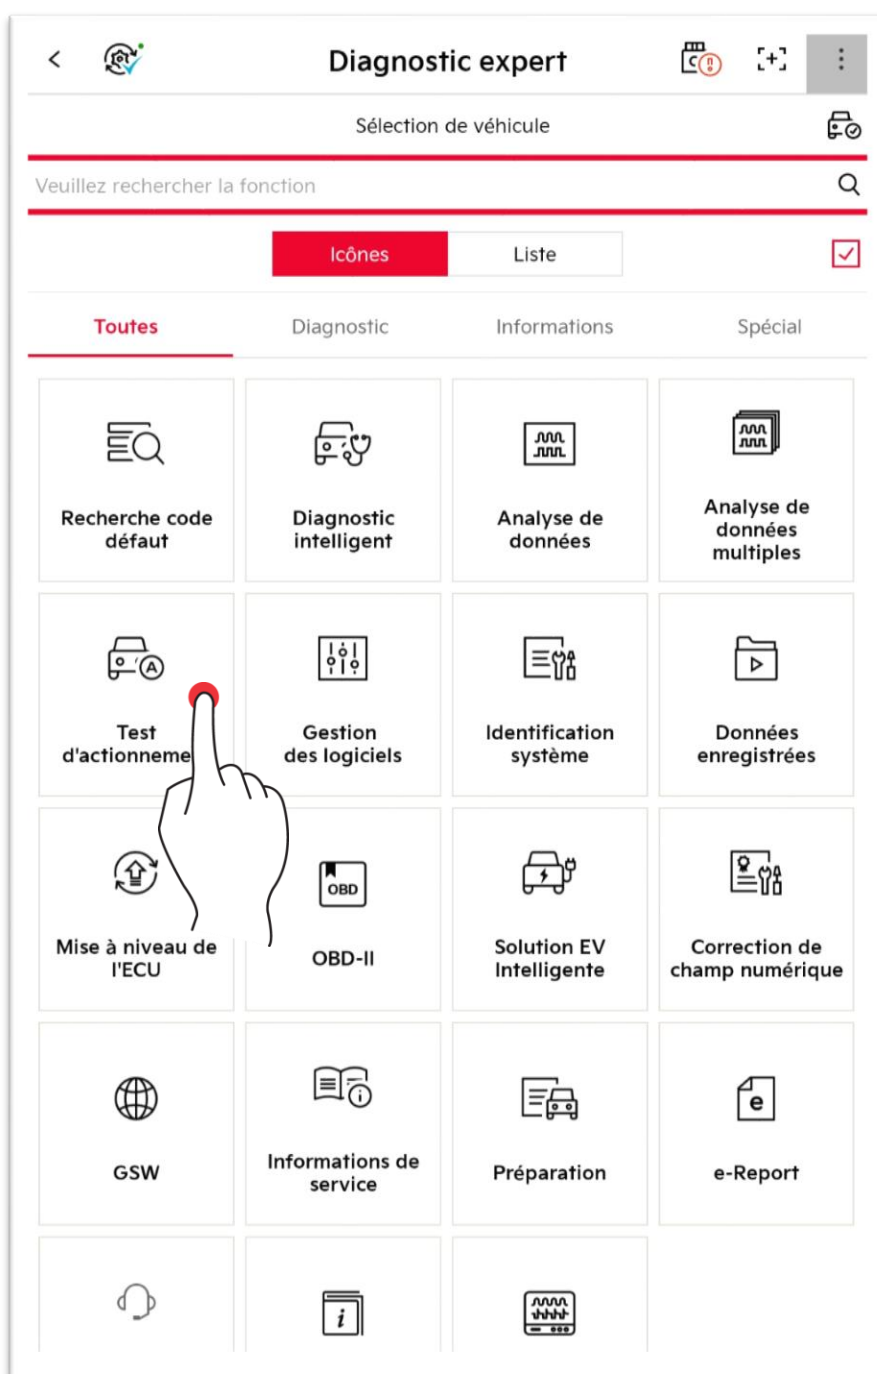 Diagnostic expert
Sélection de véhicule
Veuillez rechercher la fonction
Icônes
Liste
Toutes
Diagnostic
Informations
Spécial
Recherche code
défaut
Diagnostic
intelligent
Analyse de
données
Analyse de
données
multiples
A
Test
d'actionneme
Gestion
des logiciels
Identification
système
Données
enregistrées
Mise à niveau de
l'ECU
OBD
OBD-II
Solution EV
Intelligente
Correction de
champ numérique
GSW
Informations de
service
Préparation
e
e-Report
i